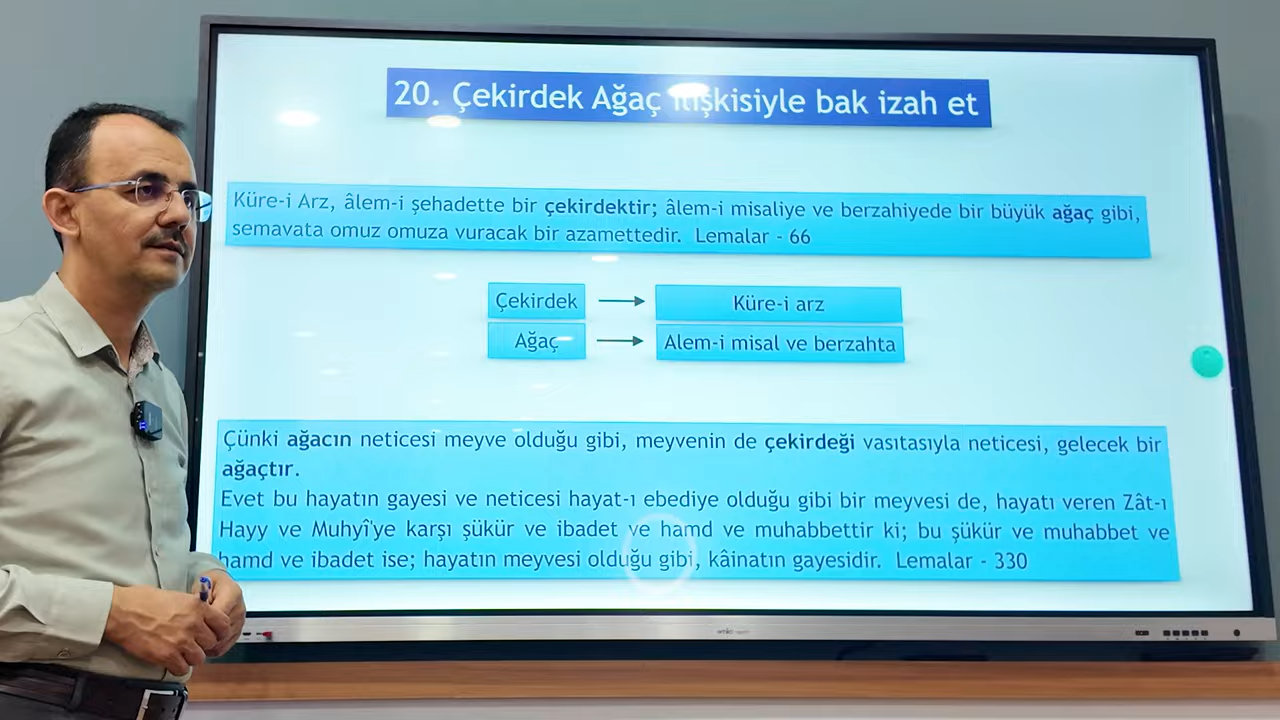 20. Çekirdek Ağaç ilişkisiyle bak izah et
Küre-i Arz, âlem-i şehadette bir çekirdektir; âlem-i misaliye ve berzahiyede bir büyük ağaç gibi,
semavata omuz omuza vuracak bir azamettedir. Lemalar - 66
Çekirdek
Küre-i arz
Ağaç
Alem-i misal ve berzahta
Çünki ağacın neticesi meyve olduğu gibi, meyvenin de çekirdeği vasıtasıyla neticesi, gelecek bir
ağaçtır.
Evet bu hayatın gayesi ve neticesi hayat-ı ebediye olduğu gibi bir meyvesi de, hayatı veren Zât-ı
Hayy ve Muhyî'ye karşı şükür ve ibadet ve hamd ve muhabbettir ki; bu şükür ve muhabbet ve
hamd ve ibadet ise; hayatın meyvesi olduğu gibi, kâinatın gayesidir. Lemalar - 330